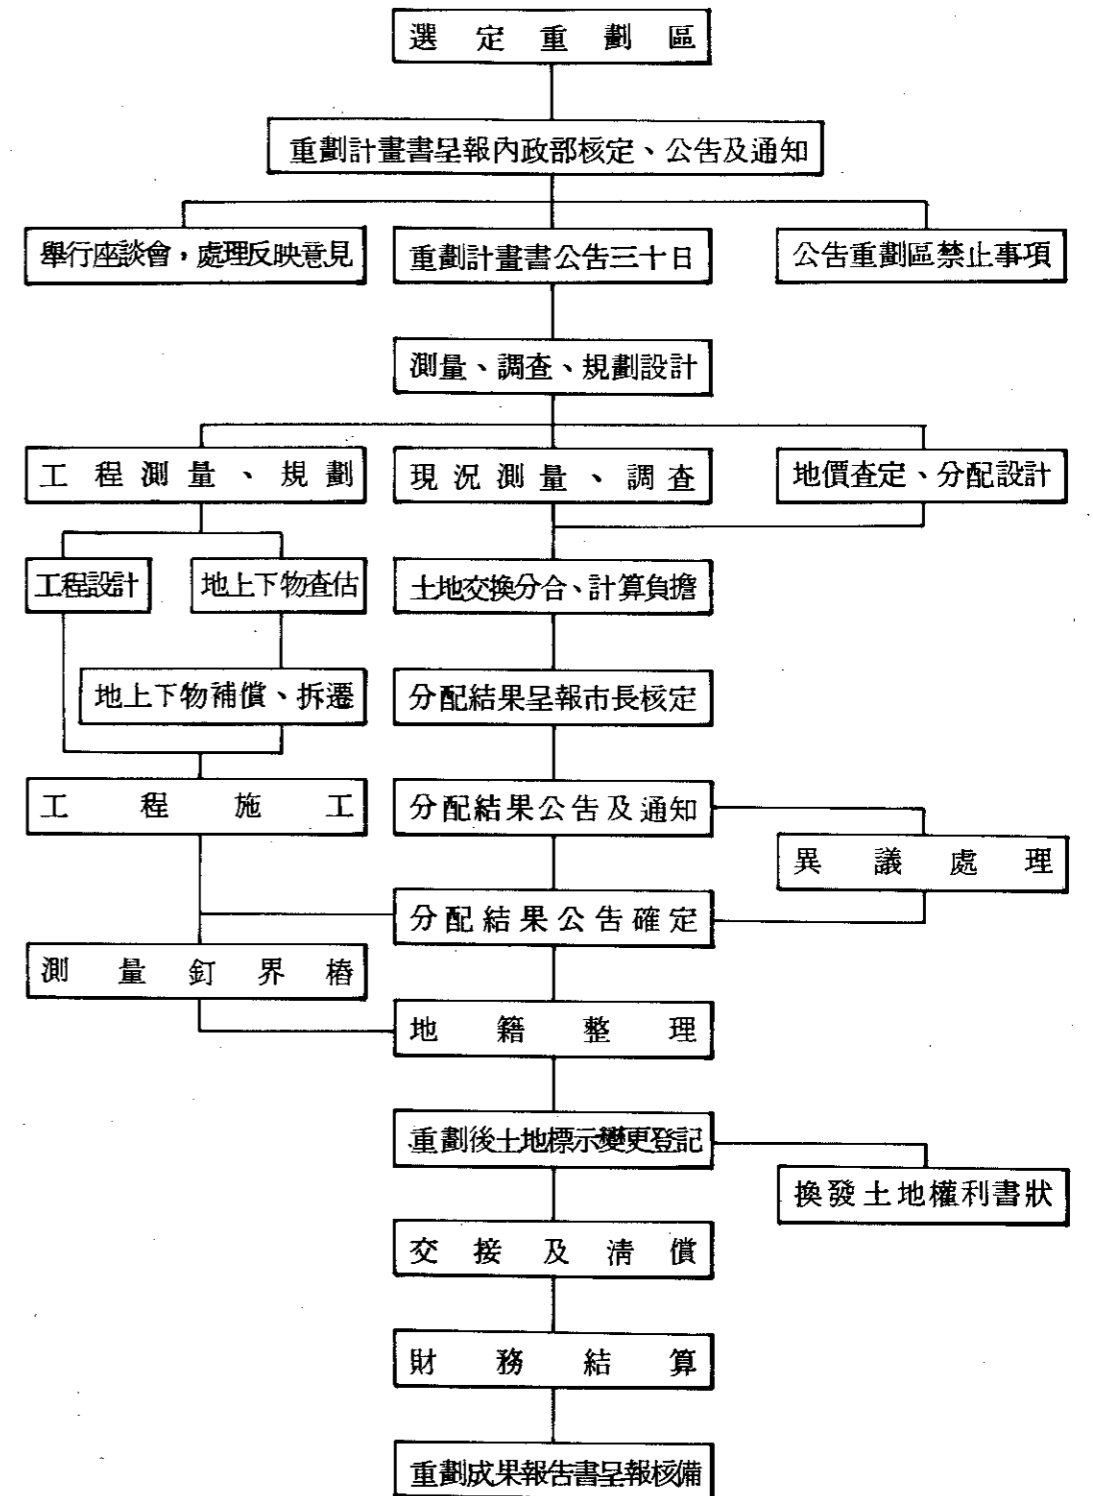 選定重劃區
重劃計畫書呈報內政部核定、公告及通知
舉行座談會，處理反映意見
重劃計畫書公告三十日
公告重劃區禁止事項
測量、調查、規劃設計
工程測量、規劃
現況測量、調查
地價查定、分配設計
工程設計
地上下物查估
土地交換分合、計算負擔
地上下物補償、拆遷
分配結果呈報市長核定
工程施工
分配結果公告及通知
異議處理
分配結果公告確定
測量釘界樁
地籍整理
重劃後土地標示變更登記
換發土地權利書狀
交接及清償
財務結算
重劃成果報告書呈報核備